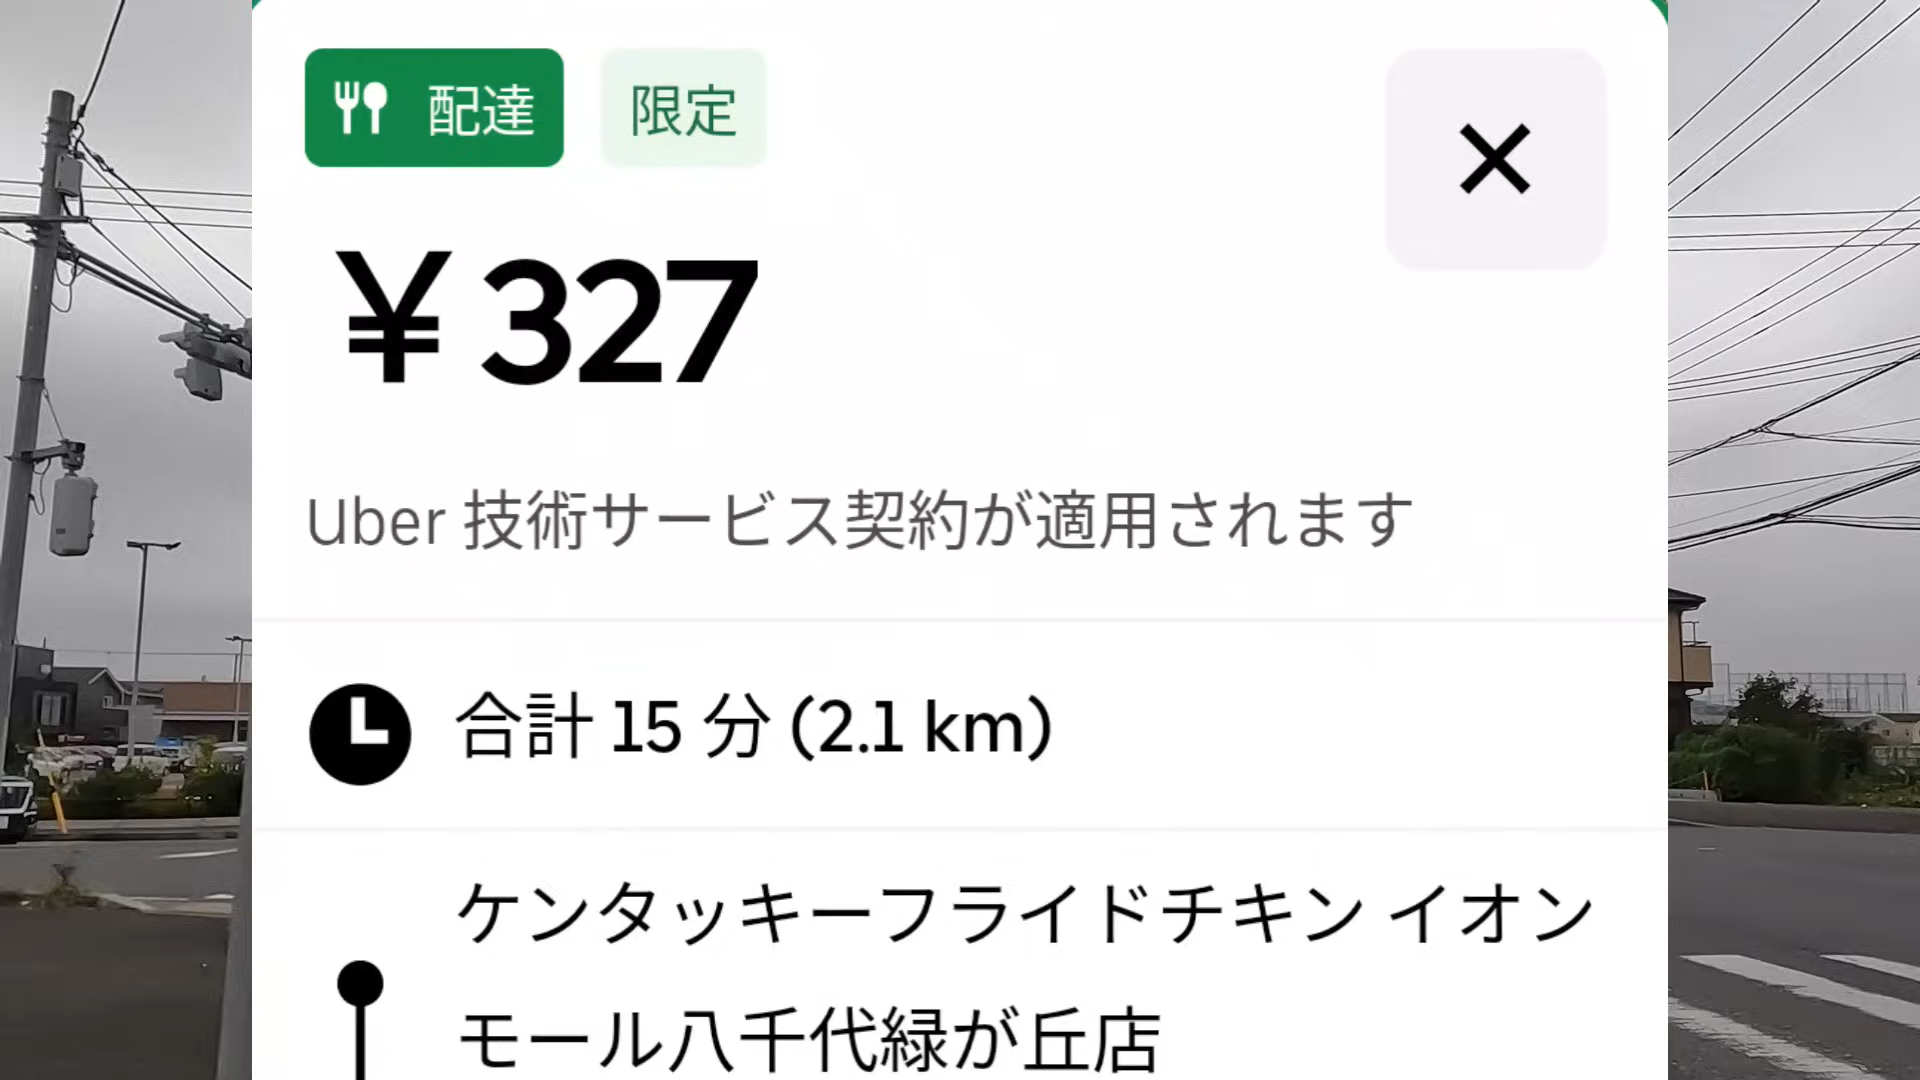 配達 限定
¥327
Uber 技術サービス契約が適用されます
合計 15 分 (2.1 km)
ケンタッキーフライドチキン イオン
モール八千代緑が丘店